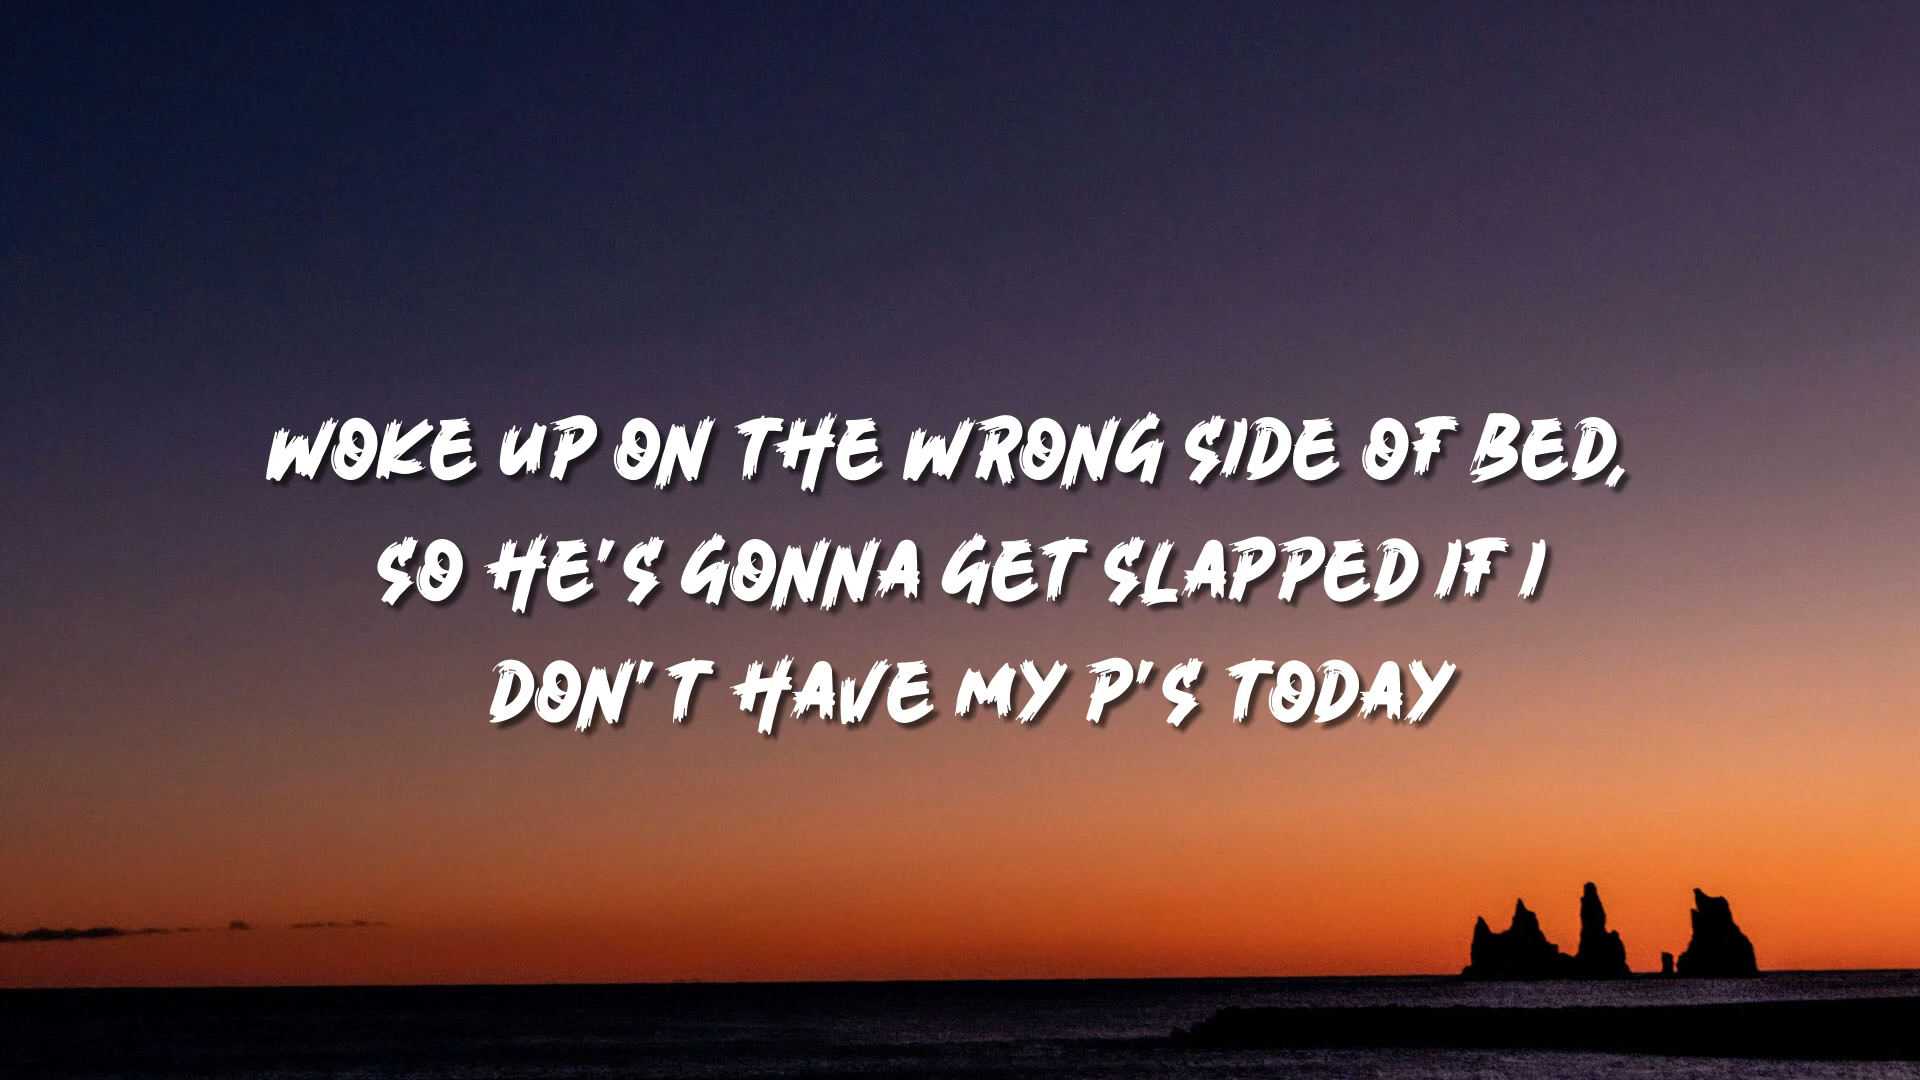 WOKE UP ON THE WRONG SIDE OF BED,
SO HE'S GONNA GET SLAPPED IF I
DON'T HAVE MY P'S TODAY